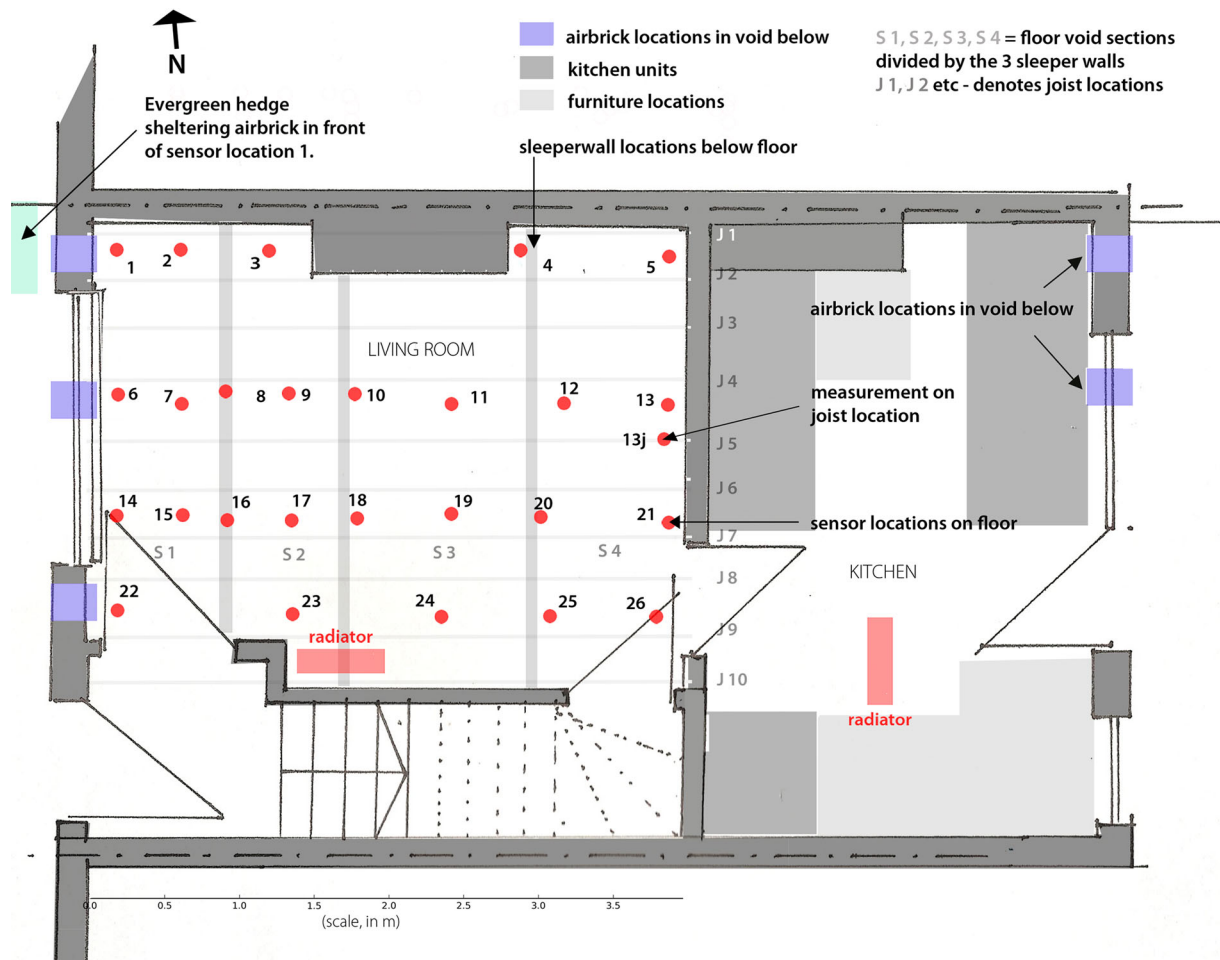 N
airbrick locations in void below
kitchen units
furniture locations
S 1, S 2, S 3, S 4 = floor void sections
divided by the 3 sleeper walls
J 1, J 2 etc - denotes joist locations
Evergreen hedge
sheltering airbrick in front
of sensor location 1.
sleeperwall locations below floor
J 1
1
2
3
4
5
J 2
airbrick locations in void below
J 3
LIVING ROOM
J 4
6
7
8
9
10
11
12
13
measurement on
joist location
13j
J 5
J 6
14
15
16
17
18
19
20
21
sensor locations on floor
J 7
S 1
S 2
S 3
S 4
KITCHEN
J 8
22
23
24
25
26
J 9
radiator
J 10
radiator
0.0
0.5
1.0
1.5
2.0
2.5
3.0
3.5
(scale, in m)